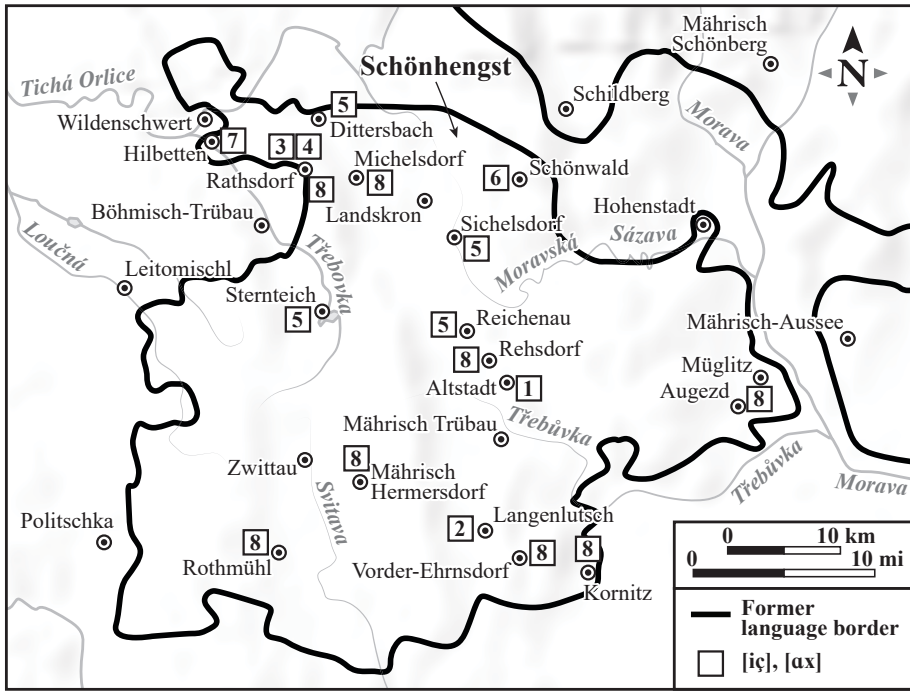 Mährisch
Schönberg
Schönhengst
N
Tichá Orlice
5
Schildberg
Morava
Wildenschwert
Dittersbach
Hilbetten
7
3
4
Michelsdorf
Rathsdorf
8
8
6
Schönwald
Landskron
Böhmisch-Trübau
Hohenstadt
Sichelsdorf
Sázava
5
Moravská
Loučná
Třebovka
Leitomischl
Sternteich
5
5
Reichenau
Mährisch-Aussee
8
Rehsdorf
Müglitz
Altstadt
1
Augezd
8
Mährisch Trübau
Třebůvka
Zwittau
8
Mährisch
Hermersdorf
Svitava
Třebůvka
Morava
Politschka
Langenlutsch
2
8
Rothmühl
Vorder-Ehrnsdorf
8
8
Kornitz
0 10 km
0 10 mi
Former
language border
[iç], [ɑx]